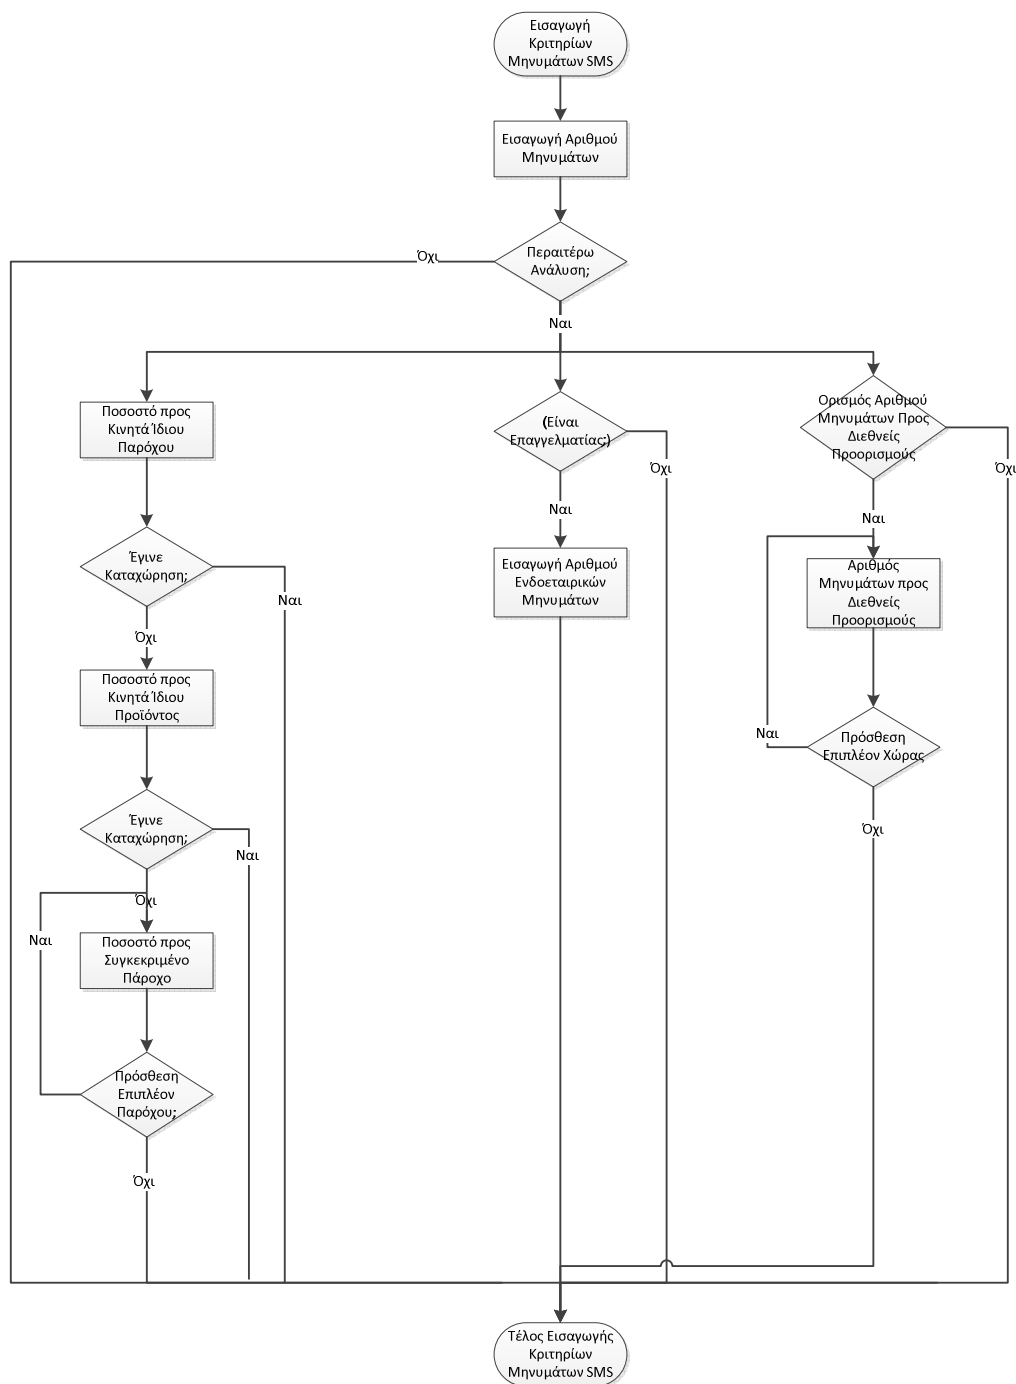 Εισαγωγή
Κριτηρίων
Μηνυμάτων SMS
Εισαγωγή Αριθμού
Μηνυμάτων
Περαιτέρω
Ανάλυση;
Όχι
Ναι
Ποσοστό προς
Κινητά Ίδιου
Παρόχου
Έγινε
Καταχώρηση;
Ναι
Όχι
Ποσοστό προς
Κινητά Ίδιου
Προϊόντος
Έγινε
Καταχώρηση;
Ναι
Όχι
Ναι
Ποσοστό προς
Συγκεκριμένο
Πάροχο
Πρόσθεση
Επιπλέον
Παρόχου;
Όχι
(Είναι
Επαγγελματίας;)
Όχι
Ναι
Εισαγωγή Αριθμού
Ενδοεταιρικών
Μηνυμάτων
Ορισμός Αριθμού
Μηνυμάτων Προς
Διεθνείς
Προορισμούς
Όχι
Ναι
Αριθμός
Μηνυμάτων προς
Διεθνείς
Προορισμούς
Ναι
Πρόσθεση
Επιπλέον Χώρας
Όχι
Τέλος Εισαγωγής
Κριτηρίων
Μηνυμάτων SMS